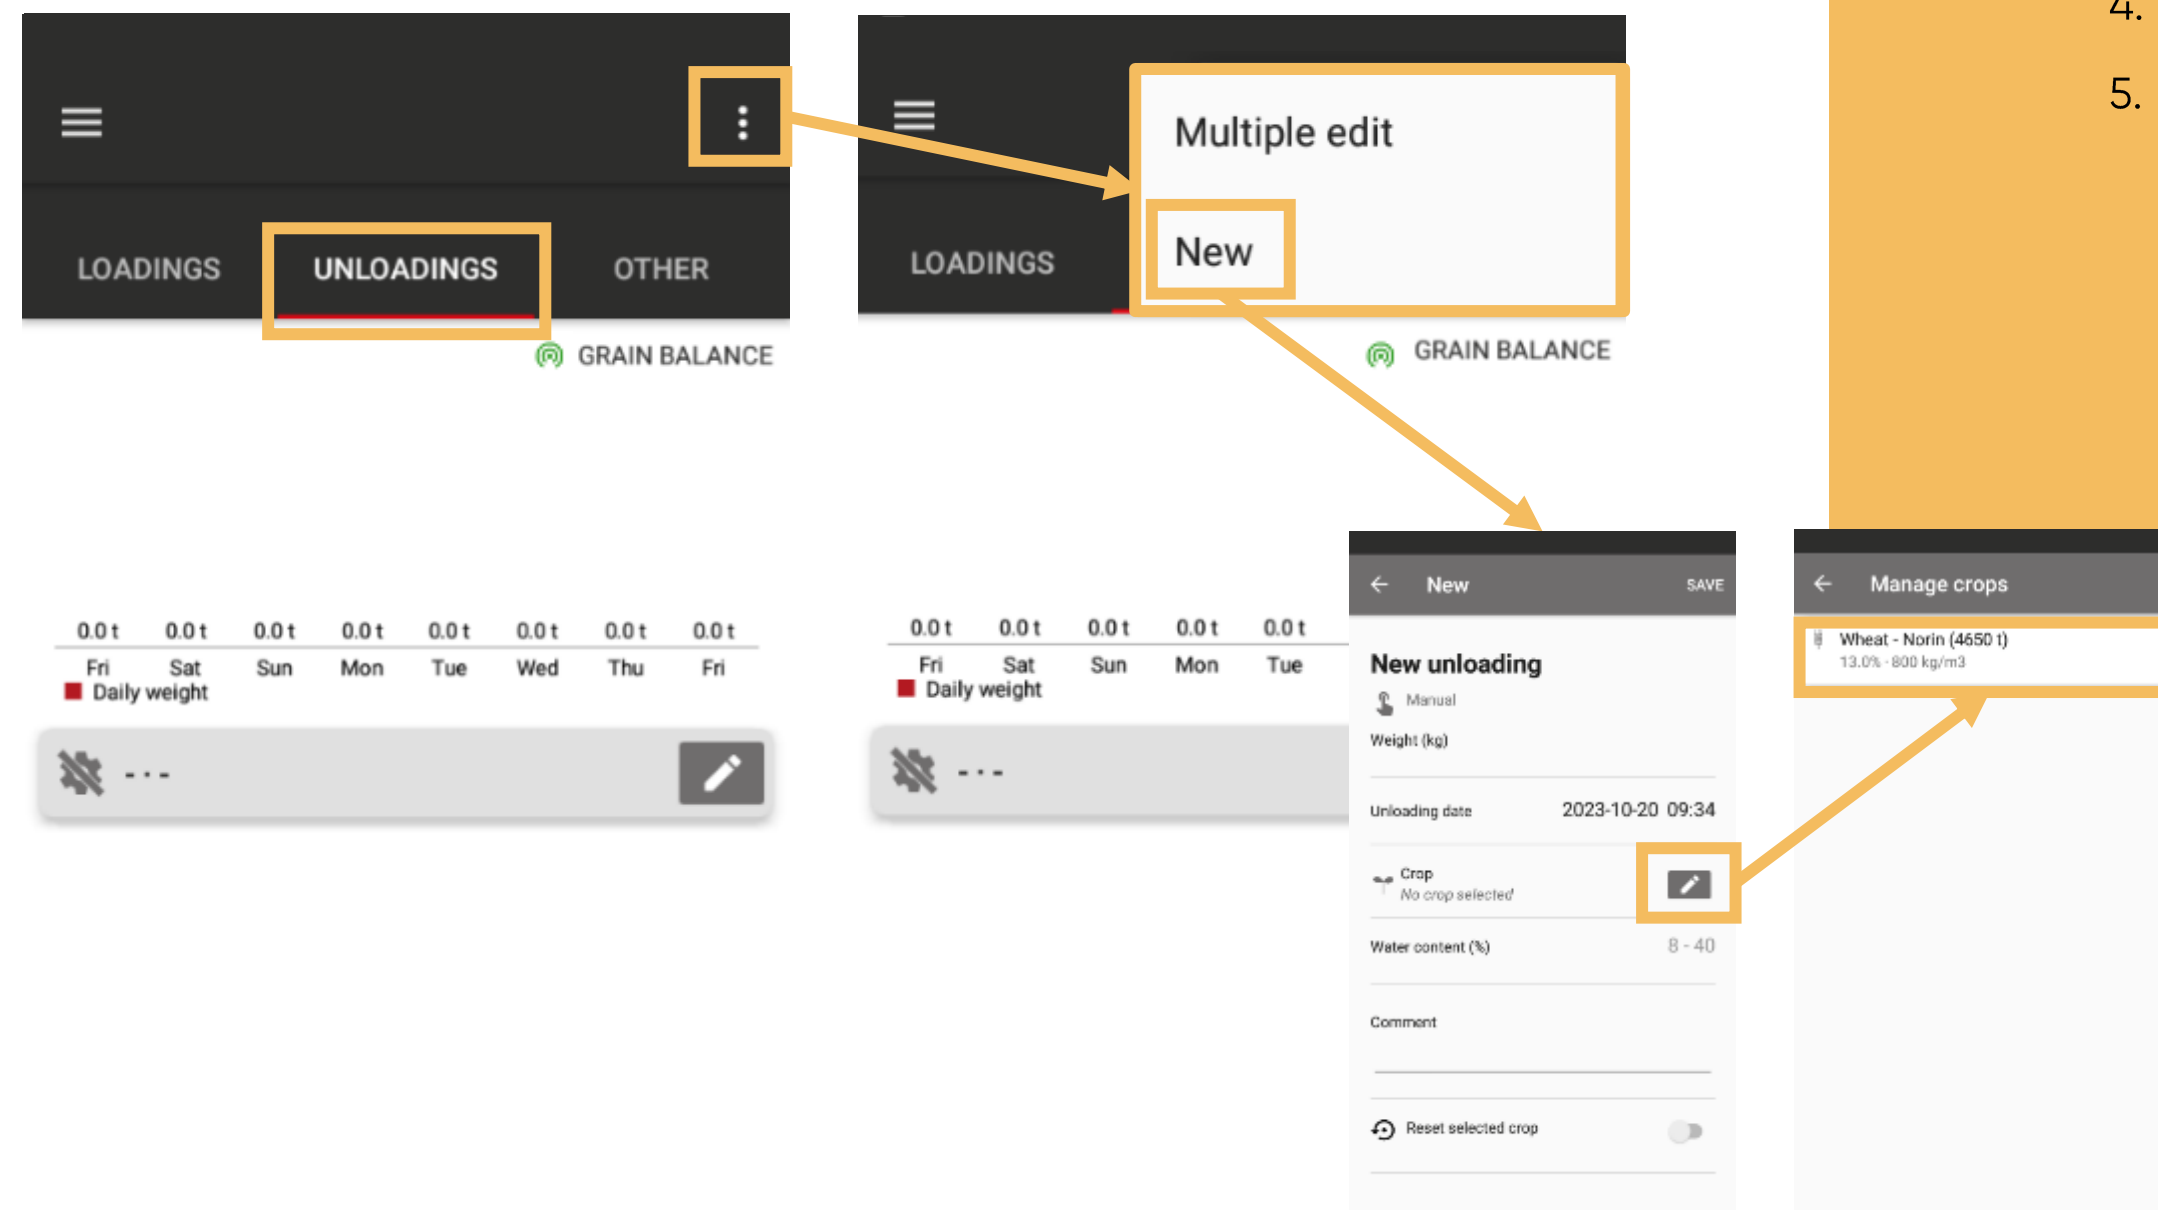 LOADINGS UNLOADINGS OTHER
GRAIN BALANCE
0.0 t 0.0 t 0.0 t 0.0 t 0.0 t 0.0 t 0.0 t 0.0 t
Fri Sat Sun Mon Tue Wed Thu Fri
Daily weight
- · -
Multiple edit
New
LOADINGS
GRAIN BALANCE
0.0 t 0.0 t 0.0 t 0.0 t 0.0 t
Fri Sat Sun Mon Tue
Daily weight
- · -
New SAVE
New unloading
Manual
Weight (kg)
Unloading date 2023-10-20 09:34
Crop
No crop selected
Water content (%) 8 - 40
Comment
Reset selected crop
Manage crops
Wheat - Norin (4650 t)
13.0% - 800 kg/m3
4.
5.